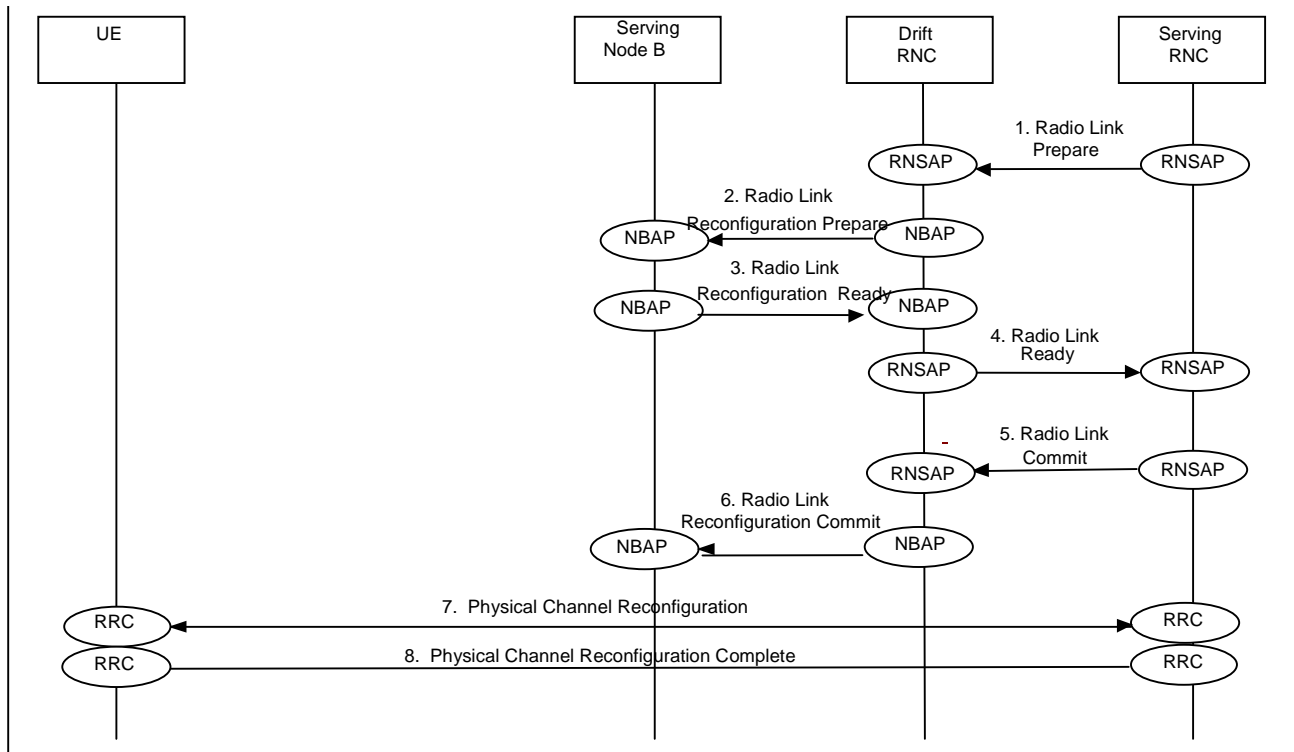 UE
Serving
Node B
Drift
RNC
Serving
RNC
1. Radio Link
Prepare
RNSAP
RNSAP
2. Radio Link
Reconfiguration Prepare
NBAP
NBAP
3. Radio Link
Reconfiguration Ready
NBAP
NBAP
4. Radio Link
Ready
RNSAP
RNSAP
5. Radio Link
Commit
RNSAP
RNSAP
6. Radio Link
Reconfiguration Commit
NBAP
NBAP
7. Physical Channel Reconfiguration
RRC
RRC
8. Physical Channel Reconfiguration Complete
RRC
RRC